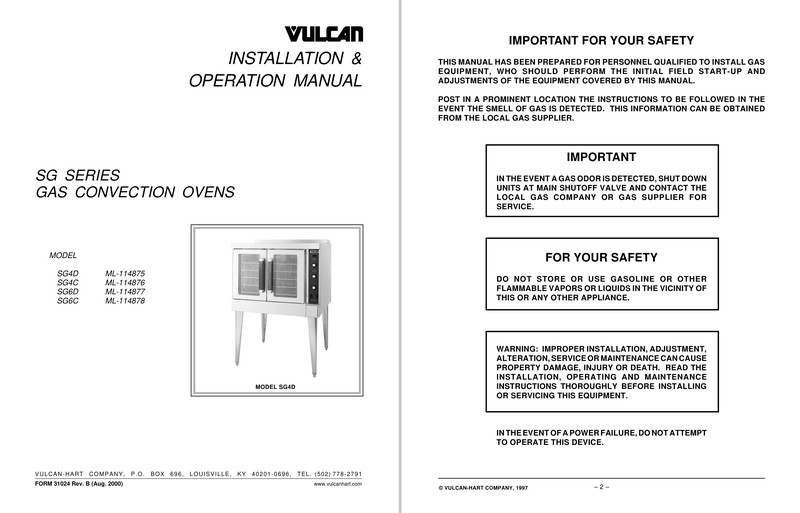 VULCAN
INSTALLATION &
OPERATION MANUAL
SG SERIES
GAS CONVECTION OVENS
MODEL
SG4D ML-114875
SG4C ML-114876
SG6D ML-114877
SG6C ML-114878
MODEL SG4D
VULCAN-HART COMPANY, P.O. BOX 696, LOUISVILLE, KY 40201-0696, TEL. (502) 778-2791
FORM 31024 Rev. B (Aug. 2000) www.vulcanhart.com
IMPORTANT FOR YOUR SAFETY
THIS MANUAL HAS BEEN PREPARED FOR PERSONNEL QUALIFIED TO INSTALL GAS
EQUIPMENT, WHO SHOULD PERFORM THE INITIAL FIELD START-UP AND
ADJUSTMENTS OF THE EQUIPMENT COVERED BY THIS MANUAL.
POST IN A PROMINENT LOCATION THE INSTRUCTIONS TO BE FOLLOWED IN THE
EVENT THE SMELL OF GAS IS DETECTED. THIS INFORMATION CAN BE OBTAINED
FROM THE LOCAL GAS SUPPLIER.
IMPORTANT
IN THE EVENT A GAS ODOR IS DETECTED, SHUT DOWN
UNITS AT MAIN SHUTOFF VALVE AND CONTACT THE
LOCAL GAS COMPANY OR GAS SUPPLIER FOR
SERVICE.
FOR YOUR SAFETY
DO NOT STORE OR USE GASOLINE OR OTHER
FLAMMABLE VAPORS OR LIQUIDS IN THE VICINITY OF
THIS OR ANY OTHER APPLIANCE.
WARNING: IMPROPER INSTALLATION, ADJUSTMENT,
ALTERATION, SERVICE OR MAINTENANCE CAN CAUSE
PROPERTY DAMAGE, INJURY OR DEATH. READ THE
INSTALLATION, OPERATING AND MAINTENANCE
INSTRUCTIONS THOROUGHLY BEFORE INSTALLING
OR SERVICING THIS EQUIPMENT.
IN THE EVENT OF A POWER FAILURE, DO NOT ATTEMPT
TO OPERATE THIS DEVICE.
© VULCAN-HART COMPANY, 1997 – 2 –